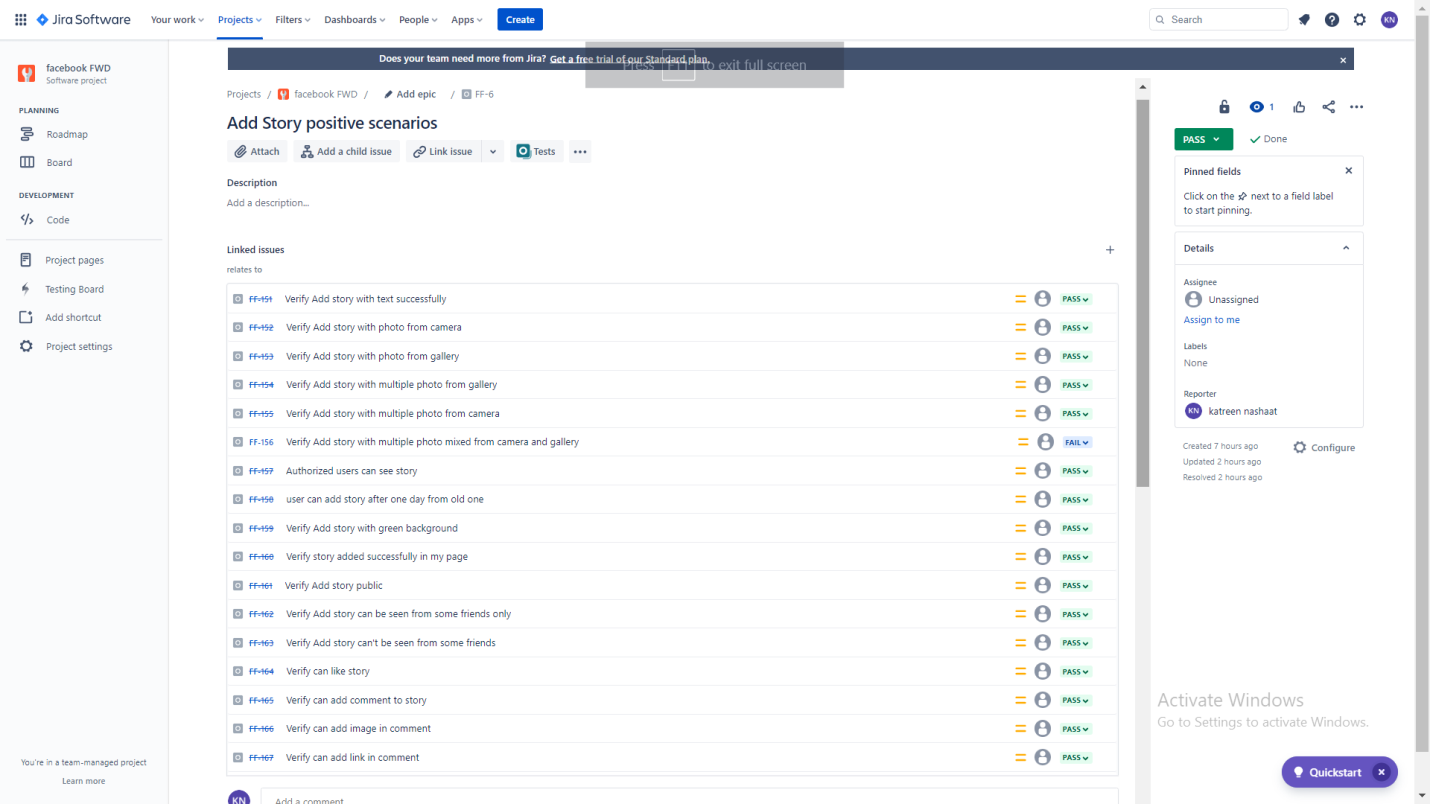 Jira Software
Your work
Projects
Filters
Dashboards
People
Apps
Create
Search
KN
facebook FWD
Software project
PLANNING
Roadmap
Board
DEVELOPMENT
Code
Project pages
Testing Board
Add shortcut
Project settings
You're in a team-managed project
Learn more
Does your team need more from Jira? Get a free trial of our Standard plan.
Press F11 to exit full screen
Projects / facebook FWD / Add epic / FF-6
Add Story positive scenarios
Attach
Add a child issue
Link issue
Tests
Description
Add a description...
Linked issues
relates to
FF-151 Verify Add story with text successfully PASS
FF-152 Verify Add story with photo from camera PASS
FF-153 Verify Add story with photo from gallery PASS
FF-154 Verify Add story with multiple photo from gallery PASS
FF-155 Verify Add story with multiple photo from camera PASS
FF-156 Verify Add story with multiple photo mixed from camera and gallery FAIL
FF-157 Authorized users can see story PASS
FF-158 user can add story after one day from old one PASS
FF-159 Verify Add story with green background PASS
FF-160 Verify story added successfully in my page PASS
FF-161 Verify Add story public PASS
FF-162 Verify Add story can be seen from some friends only PASS
FF-163 Verify Add story can't be seen from some friends PASS
FF-164 Verify can like story PASS
FF-165 Verify can add comment to story PASS
FF-166 Verify can add image in comment PASS
FF-167 Verify can add link in comment PASS
KN
Add a comment
1
PASS
Done
Pinned fields
Click on the next to a field label
to start pinning.
Details
Assignee
Unassigned
Assign to me
Labels
None
Reporter
KN katreen nashaat
Created 7 hours ago
Configure
Updated 2 hours ago
Resolved 2 hours ago
Activate Windows
Go to Settings to activate Windows.
Quickstart